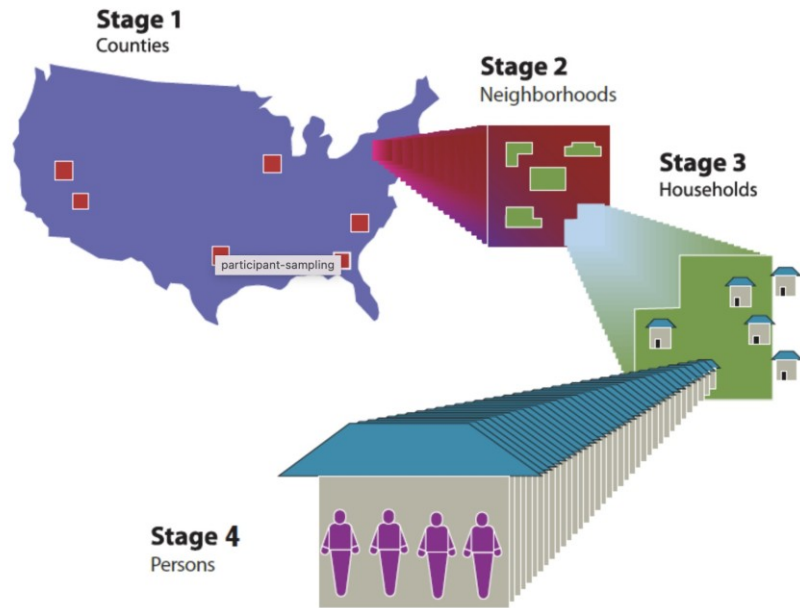 Stage 1
Counties
Stage 2
Neighborhoods
Stage 3
Households
participant-sampling
Stage 4
Persons